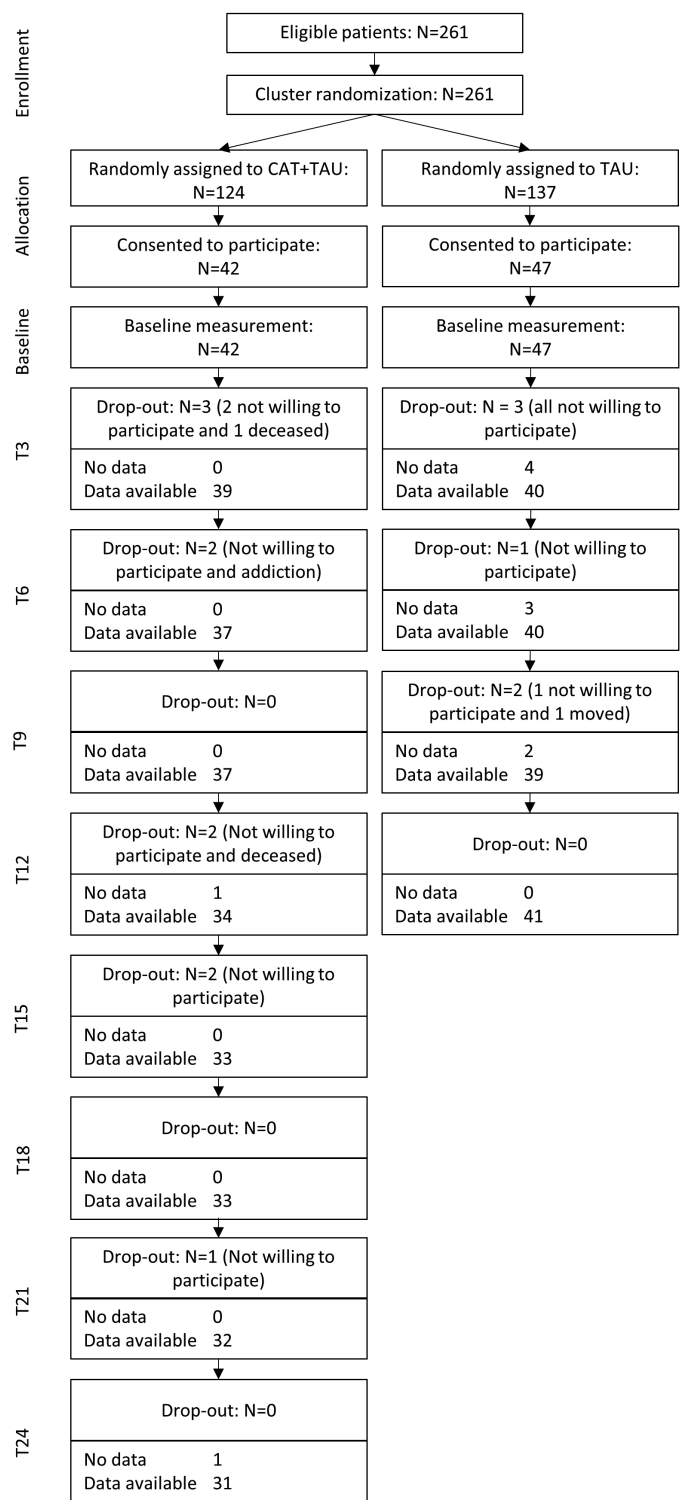 Enrollment
Eligible patients: N=261
Cluster randomization: N=261
Allocation
Randomly assigned to CAT+TAU:
N=124
Randomly assigned to TAU:
N=137
Consented to participate:
N=42
Consented to participate:
N=47
Baseline
Baseline measurement:
N=42
Baseline measurement:
N=47
T3
Drop-out: N=3 (2 not willing to
participate and 1 deceased)
No data 0
Data available 39
Drop-out: N = 3 (all not willing to
participate)
No data 4
Data available 40
T6
Drop-out: N=2 (Not willing to
participate and addiction)
No data 0
Data available 37
Drop-out: N=1 (Not willing to
participate)
No data 3
Data available 40
T9
Drop-out: N=0
No data 0
Data available 37
Drop-out: N=2 (1 not willing to
participate and 1 moved)
No data 2
Data available 39
T12
Drop-out: N=2 (Not willing to
participate and deceased)
No data 1
Data available 34
Drop-out: N=0
No data 0
Data available 41
T15
Drop-out: N=2 (Not willing to
participate)
No data 0
Data available 33
T18
Drop-out: N=0
No data 0
Data available 33
T21
Drop-out: N=1 (Not willing to
participate)
No data 0
Data available 32
T24
Drop-out: N=0
No data 1
Data available 31